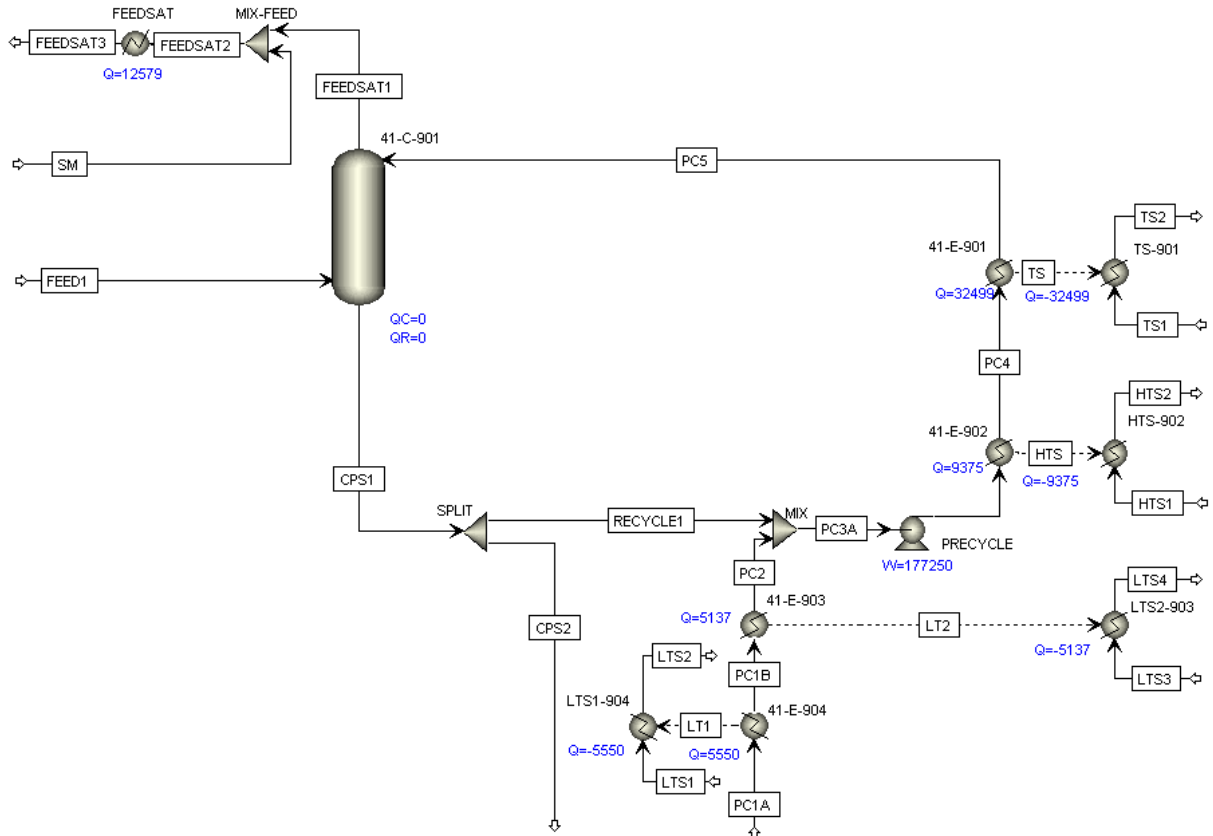 FEEDSAT
MIX-FEED
FEEDSAT3
FEEDSAT2
Q=12579
FEEDSAT1
41-C-901
SM
PC5
TS2
41-E-901
TS-901
TS
FEED1
Q=32499
Q=-32499
QC=0
QR=0
TS1
PC4
HTS2
41-E-902
HTS-902
HTS
Q=9375
Q=-9375
CPS1
HTS1
SPLIT
RECYCLE1
MIX
PC3A
PRECYCLE
W=177250
PC2
LTS4
41-E-903
LTS2-903
Q=5137
LT2
Q=-5137
CPS2
LTS2
PC1B
LTS3
LTS1-904
41-E-904
LT1
Q=-5550
Q=5550
LTS1
PC1A